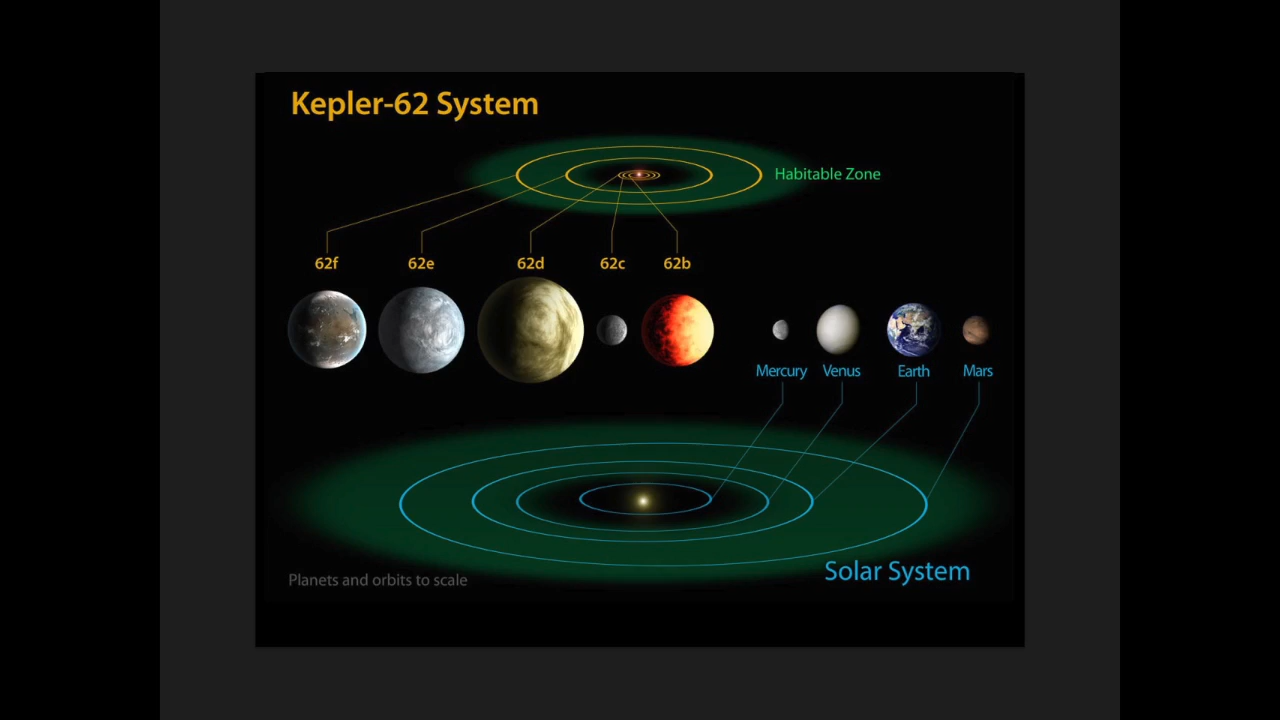 Kepler-62 System
Habitable Zone
62f 62e 62d 62c 62b
Mercury Venus Earth Mars
Solar System
Planets and orbits to scale